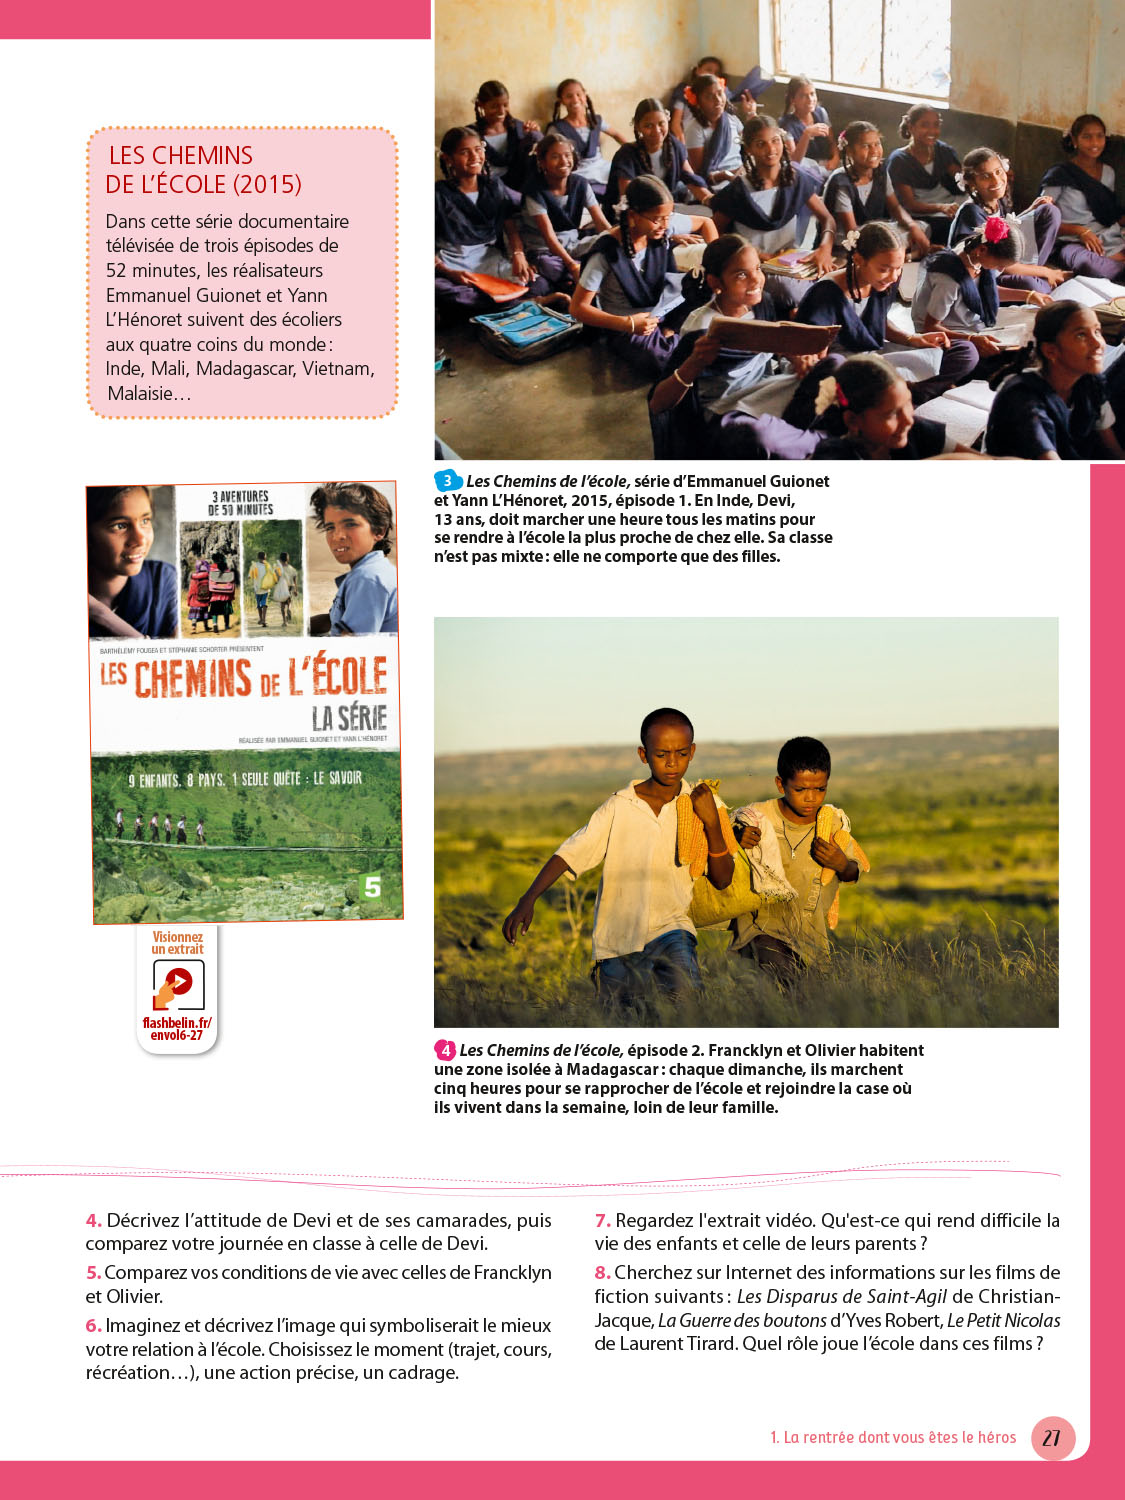 LES CHEMINS
DE L'ÉCOLE (2015)
Dans cette série documentaire
télévisée de trois épisodes de
52 minutes, les réalisateurs
Emmanuel Guionet et Yann
L'Hénoret suivent des écoliers
aux quatre coins du monde :
Inde, Mali, Madagascar, Vietnam,
Malaisie…
3 AVENTURES
DE 50 MINUTES
BARTHÉLEMY FOUGEA ET STÉPHANIE SCHORTER PRÉSENTENT
LES CHEMINS DE L'ÉCOLE
LA SÉRIE
RÉALISÉE PAR EMMANUEL GUIONET ET YANN L'HÉNORET
9 ENFANTS. 8 PAYS. 1 SEULE QUÊTE : LE SAVOIR
5
Visionnez
un extrait
flashbelin.fr/
envol6-27
3 Les Chemins de l'école, série d'Emmanuel Guionet
et Yann L'Hénoret, 2015, épisode 1. En Inde, Devi,
13 ans, doit marcher une heure tous les matins pour
se rendre à l'école la plus proche de chez elle. Sa classe
n'est pas mixte : elle ne comporte que des filles.
4 Les Chemins de l'école, épisode 2. Francklyn et Olivier habitent
une zone isolée à Madagascar : chaque dimanche, ils marchent
cinq heures pour se rapprocher de l'école et rejoindre la case où
ils vivent dans la semaine, loin de leur famille.
4. Décrivez l'attitude de Devi et de ses camarades, puis
comparez votre journée en classe à celle de Devi.
5. Comparez vos conditions de vie avec celles de Francklyn
et Olivier.
6. Imaginez et décrivez l'image qui symboliserait le mieux
votre relation à l'école. Choisissez le moment (trajet, cours,
récréation…), une action précise, un cadrage.
7. Regardez l'extrait vidéo. Qu'est-ce qui rend difficile la
vie des enfants et celle de leurs parents ?
8. Cherchez sur Internet des informations sur les films de
fiction suivants : Les Disparus de Saint-Agil de Christian-
Jacque, La Guerre des boutons d'Yves Robert, Le Petit Nicolas
de Laurent Tirard. Quel rôle joue l'école dans ces films ?
1. La rentrée dont vous êtes le héros
27